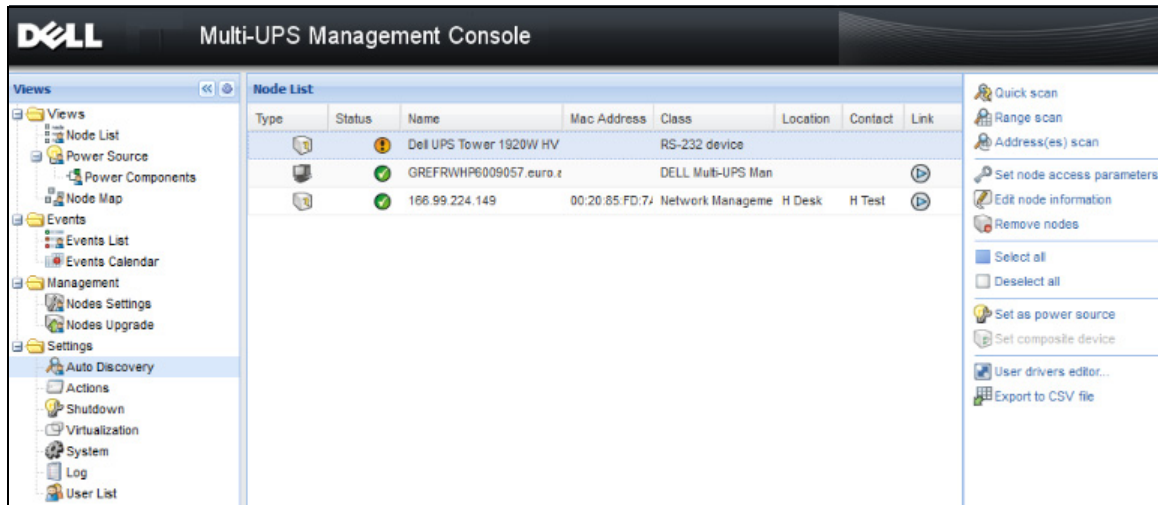 DELL
Multi-UPS Management Console
Views
Views
Node List
Power Source
Power Components
Node Map
Events
Events List
Events Calendar
Management
Nodes Settings
Nodes Upgrade
Settings
Auto Discovery
Actions
Shutdown
Virtualization
System
Log
User List
Node List
Type Status Name Mac Address Class Location Contact Link
Dell UPS Tower 1920W HV RS-232 device
GREFRWHP6009057.euro.e DELL Multi-UPS Man
166.99.224.149 00:20:85:FD:7A Network Manageme H Desk H Test
Quick scan
Range scan
Address(es) scan
Set node access parameters
Edit node information
Remove nodes
Select all
Deselect all
Set as power source
Set composite device
User drivers editor...
Export to CSV file